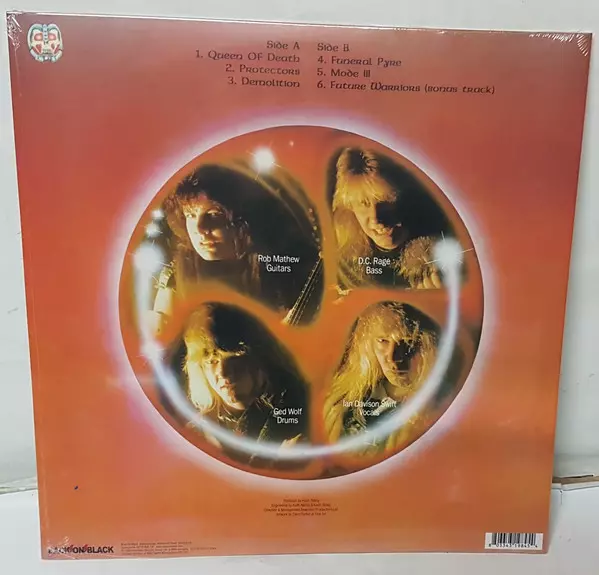 Side A
1. Queen Of Death
2. Protectors
3. Demolition
Side B
4. Funeral Pyre
5. Mode III
6. Future Warriors (bonus track)
Rob Mathew
Guitars
D.C. Rage
Bass
Ged Wolf
Drums
Ian Davison Swift
Vocals
BACK ON BLACK